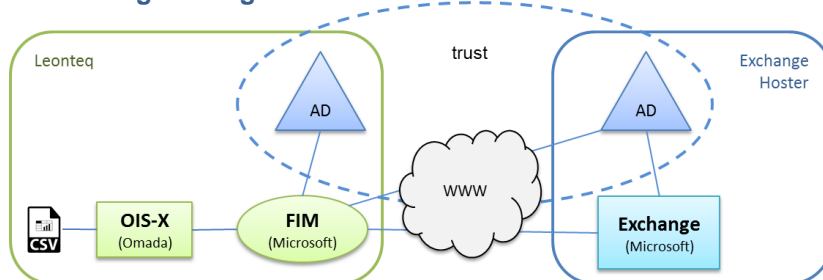 Leonteq
trust
Exchange
Hoster
AD
AD
WWW
CSV
OIS-X
(Omada)
FIM
(Microsoft)
Exchange
(Microsoft)